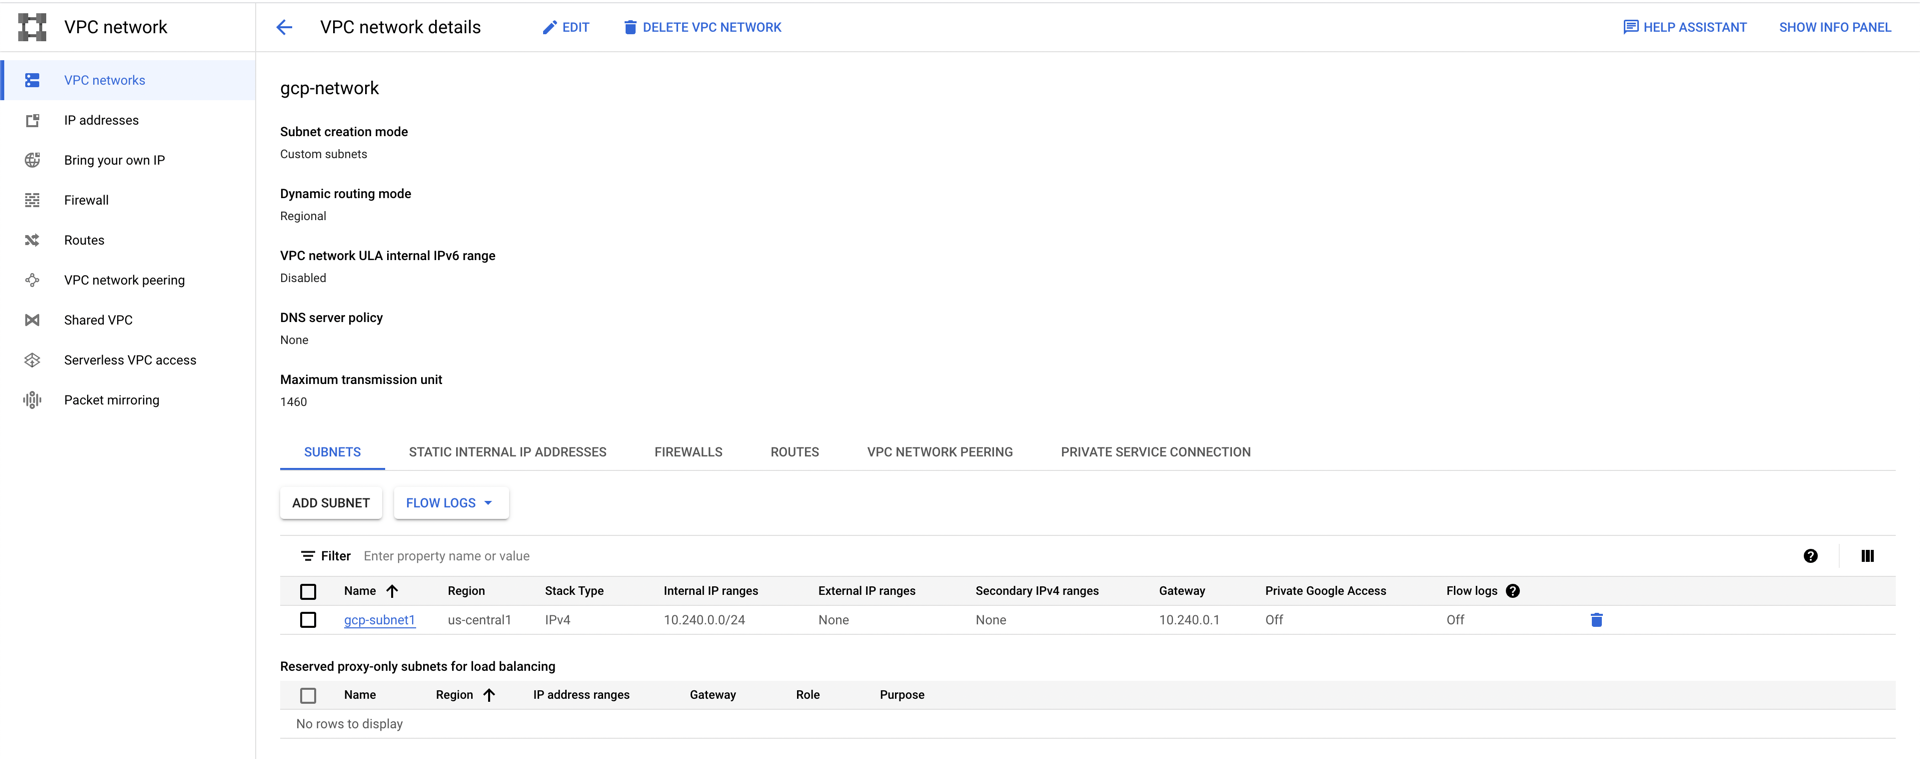 VPC network
VPC network details
EDIT
DELETE VPC NETWORK
HELP ASSISTANT
SHOW INFO PANEL
VPC networks
IP addresses
Bring your own IP
Firewall
Routes
VPC network peering
Shared VPC
Serverless VPC access
Packet mirroring
gcp-network
Subnet creation mode
Custom subnets
Dynamic routing mode
Regional
VPC network ULA internal IPv6 range
Disabled
DNS server policy
None
Maximum transmission unit
1460
SUBNETS STATIC INTERNAL IP ADDRESSES FIREWALLS ROUTES VPC NETWORK PEERING PRIVATE SERVICE CONNECTION
ADD SUBNET FLOW LOGS
Filter Enter property name or value
Name Region Stack Type Internal IP ranges External IP ranges Secondary IPv4 ranges Gateway Private Google Access Flow logs
gcp-subnet1 us-central1 IPv4 10.240.0.0/24 None None 10.240.0.1 Off Off
Reserved proxy-only subnets for load balancing
Name Region IP address ranges Gateway Role Purpose
No rows to display